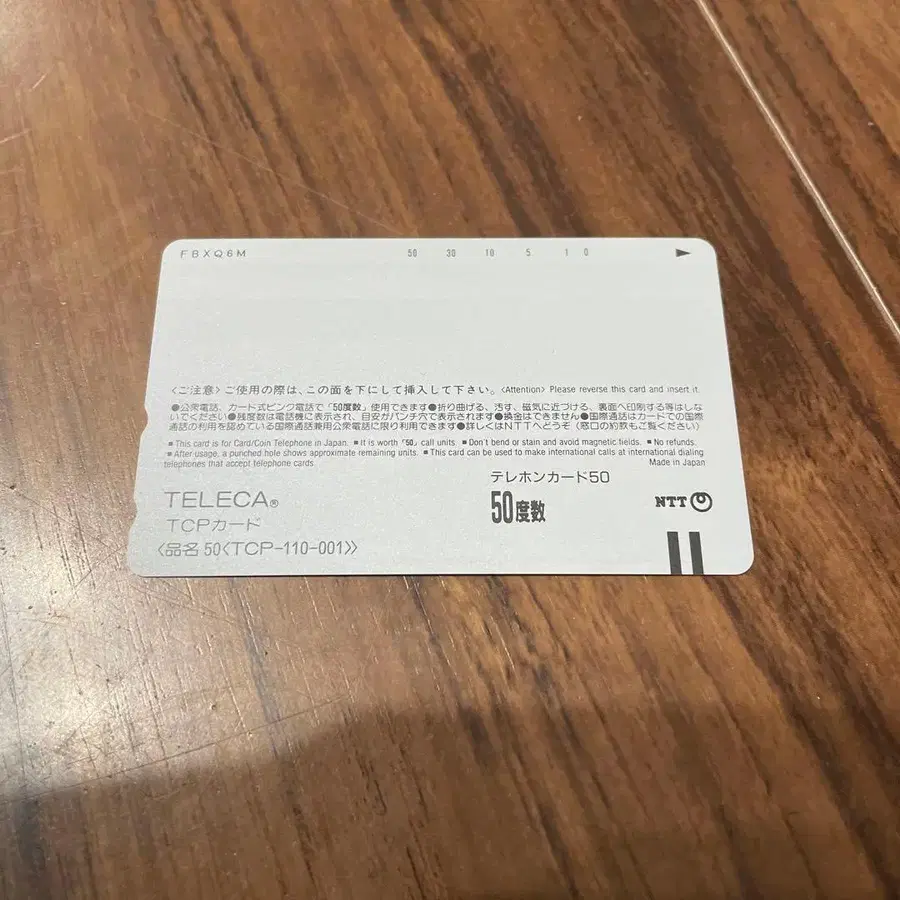 FBXQ6M 50 30 10 5 1 0
〈ご注意〉ご使用の際は、この面を下にして挿入して下さい。〈Attention〉 Please reverse this card and insert it.
●公衆電話、カード式ピンク電話で「50度数」使用できます●折り曲げる、汚す、磁気に近づける、裏面へ印刷する等はしな
いでください●残度数は電話機に表示され、目安がパンチ穴で表示されます●換金はできません●国際通話はカードでの国際
通話の利用を認めている国際通話兼用公衆電話に限り利用できます●詳しくはNTTへどうぞ（窓口の約款もご覧ください）
■This card is for Card/Coin Telephone in Japan. ■It is worth「50」call units. ■Don't bend or stain and avoid magnetic fields. ■No refunds.
■After usage, a punched hole shows approximate remaining units. ■This card can be used to make international calls at international dialing
telephones that accept telephone cards. Made in Japan
テレホンカード50
TELECA® 50度数 NTT
TCPカード
〈品名 50〈TCP-110-001〉〉